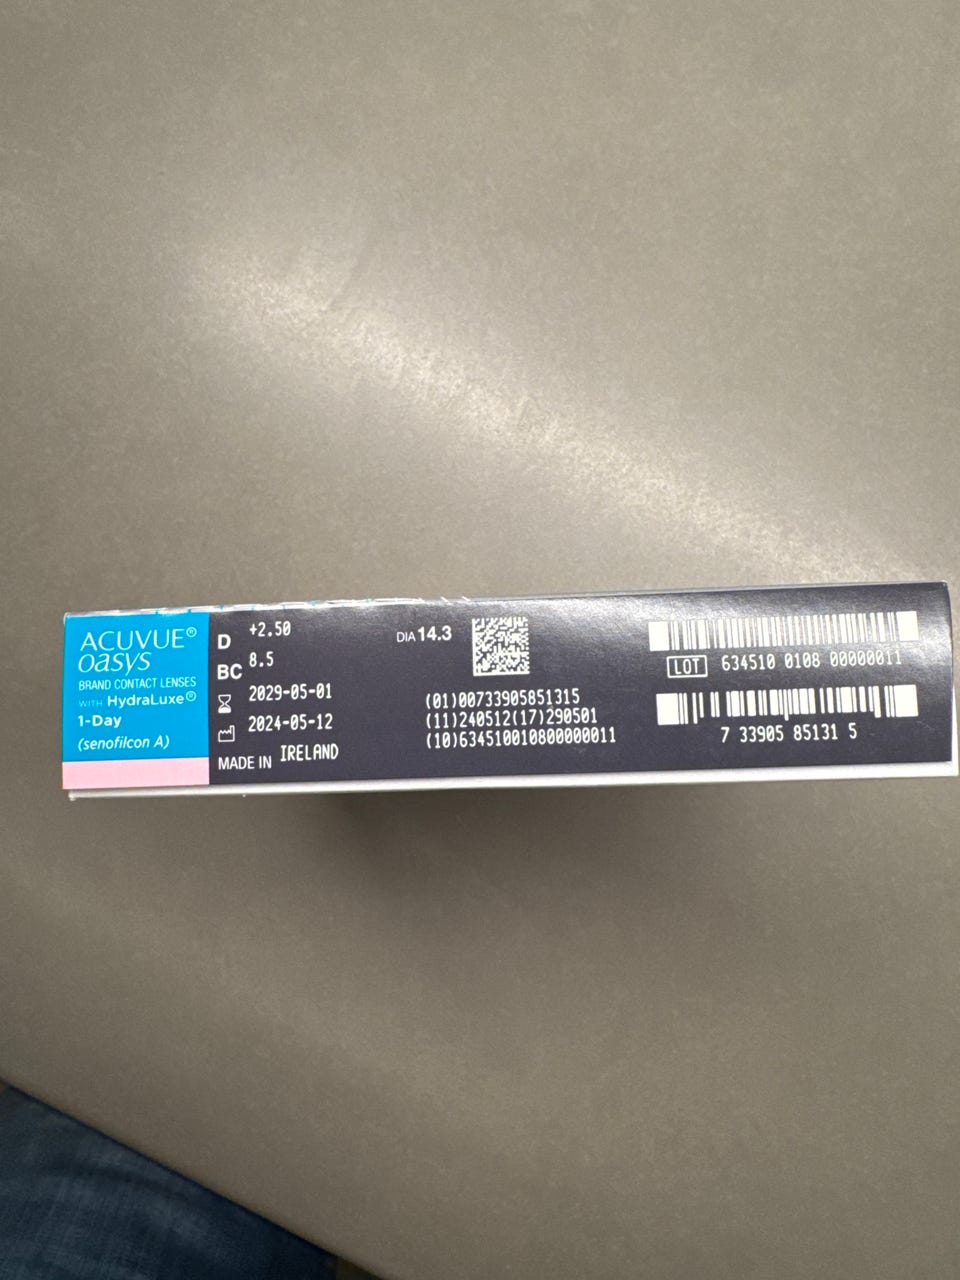 ACUVUE®
oasys
BRAND CONTACT LENSES
WITH HydraLuxe®
1-Day
(senofilcon A)
D +2.50
BC 8.5
2029-05-01
2024-05-12
MADE IN IRELAND
DIA 14.3
(01)00733905851315
(11)240512(17)290501
(10)634510010800000011
LOT 634510 0108 00000011
7 33905 85131 5